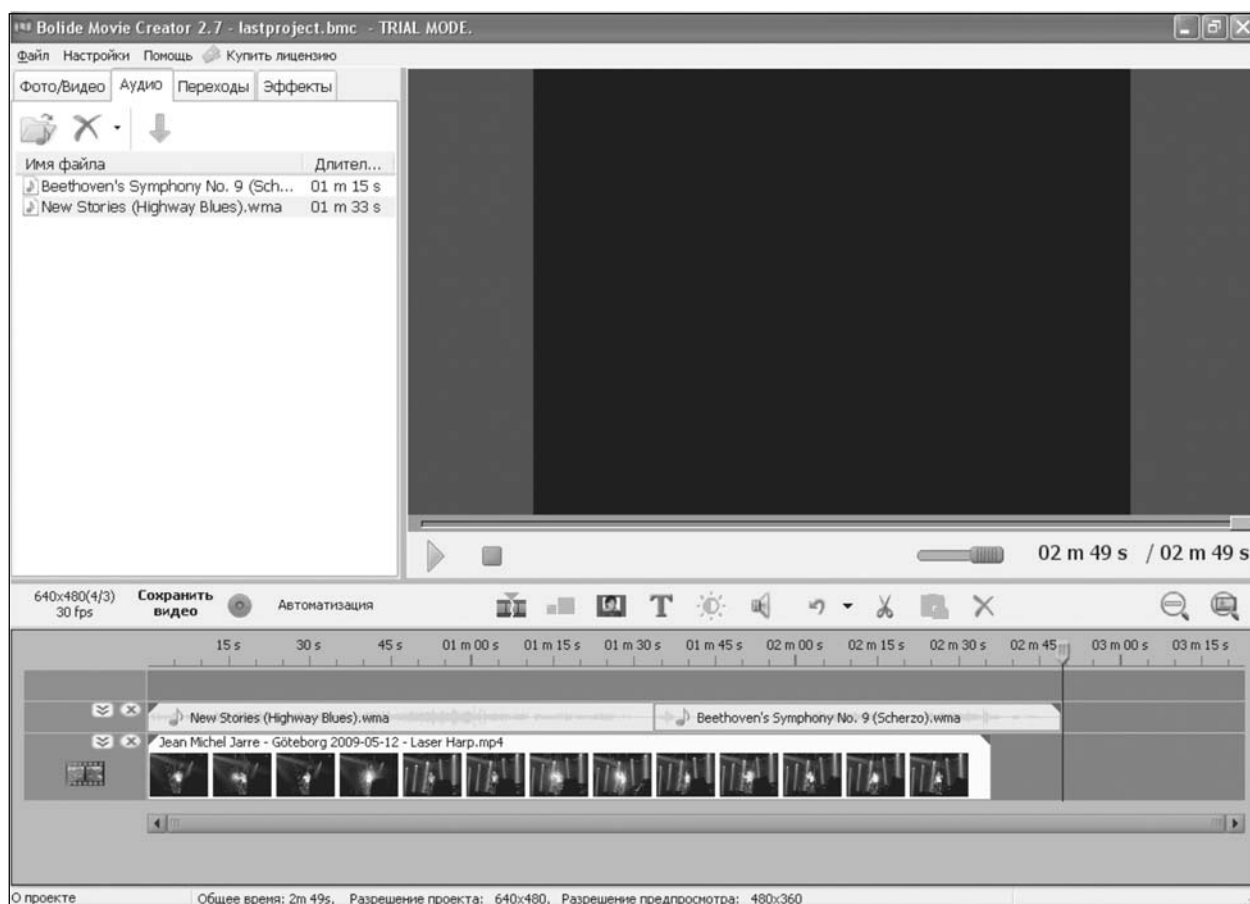 Bolide Movie Creator 2.7 - lastproject.bmc - TRIAL MODE.
Файл Настройки Помощь Купить лицензию
Фото/Видео Аудио Переходы Эффекты
Имя файла Длител...
Beethoven's Symphony No. 9 (Sch... 01 m 15 s
New Stories (Highway Blues).wma 01 m 33 s
02 m 49 s / 02 m 49 s
640x480(4/3)
30 fps
Сохранить
видео
Автоматизация
T
15 s 30 s 45 s 01 m 00 s 01 m 15 s 01 m 30 s 01 m 45 s 02 m 00 s 02 m 15 s 02 m 30 s 02 m 45 03 m 00 s 03 m 15 s
New Stories (Highway Blues).wma Beethoven's Symphony No. 9 (Scherzo).wma
Jean Michel Jarre - Göteborg 2009-05-12 - Laser Harp.mp4
О проекте Общее время: 2m 49s, Разрешение проекта: 640x480, Разрешение предпросмотра: 480x360